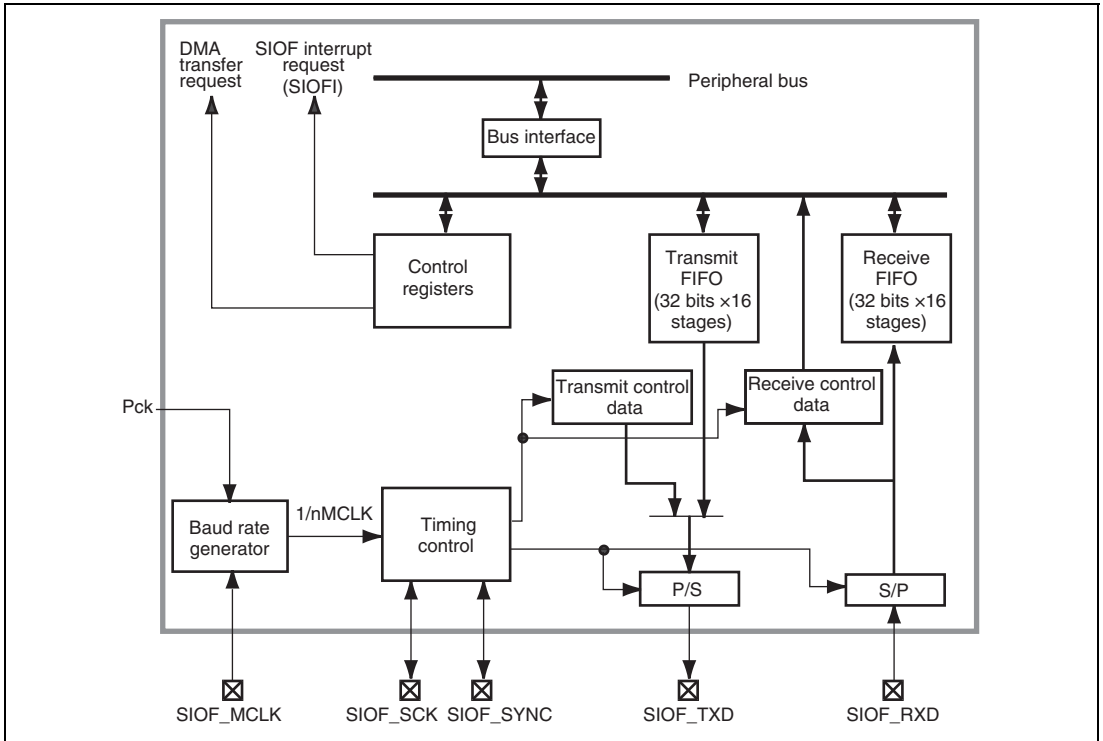 DMA
transfer
request
SIOF interrupt
request
(SIOFI)
Peripheral bus
Bus interface
Control
registers
Transmit
FIFO
(32 bits ×16
stages)
Receive
FIFO
(32 bits ×16
stages)
Transmit control
data
Receive control
data
Pck
Baud rate
generator
1/nMCLK
Timing
control
P/S
S/P
SIOF_MCLK
SIOF_SCK
SIOF_SYNC
SIOF_TXD
SIOF_RXD